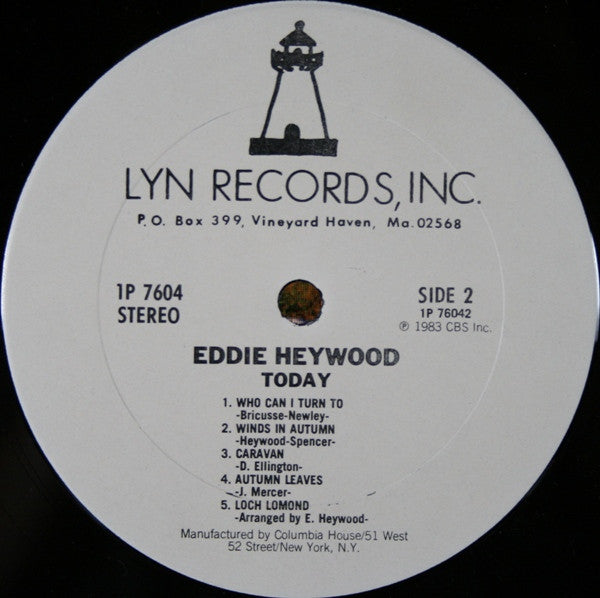 LYN RECORDS, INC.
P.O. Box 399, Vineyard Haven, Ma. 02568
1P 7604
STEREO
SIDE 2
1P 76042
℗ 1983 CBS Inc.
EDDIE HEYWOOD
TODAY
1. WHO CAN I TURN TO
-Bricusse-Newley-
2. WINDS IN AUTUMN
-Heywood-Spencer-
3. CARAVAN
-D. Ellington-
4. AUTUMN LEAVES
-J. Mercer-
5. LOCH LOMOND
-Arranged by E. Heywood-
Manufactured by Columbia House/51 West
52 Street/New York, N.Y.